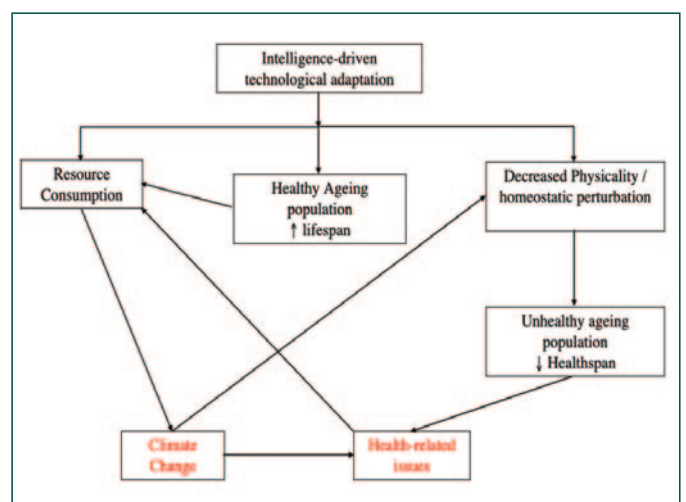 Intelligence-driven
technological adaptation
Resource
Consumption
Healthy Ageing
population
↑ lifespan
Decreased Physicality /
homeostatic perturbation
Unhealthy ageing
population
↓ Healthspan
Climate
Change
Health-related
issues